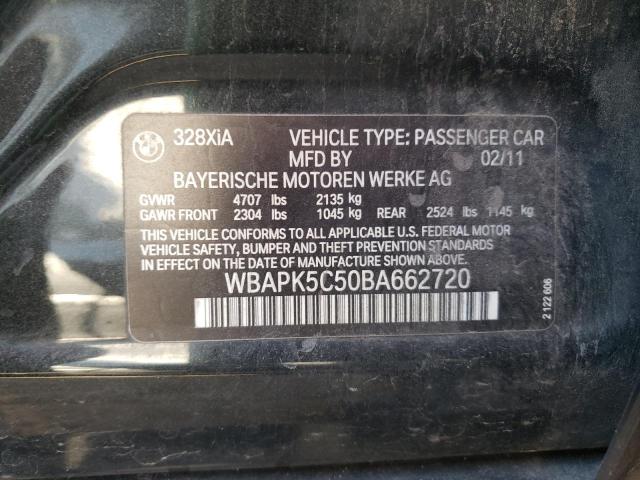 328XiA VEHICLE TYPE: PASSENGER CAR
MFD BY 02/11
BAYERISCHE MOTOREN WERKE AG
GVWR 4707 lbs 2135 kg
GAWR FRONT 2304 lbs 1045 kg REAR 2524 lbs 1145 kg
THIS VEHICLE CONFORMS TO ALL APPLICABLE U.S. FEDERAL MOTOR
VEHICLE SAFETY, BUMPER AND THEFT PREVENTION STANDARDS
IN EFFECT ON THE DATE OF MANUFACTURE SHOWN ABOVE.
WBAPK5C50BA662720
2 122 606